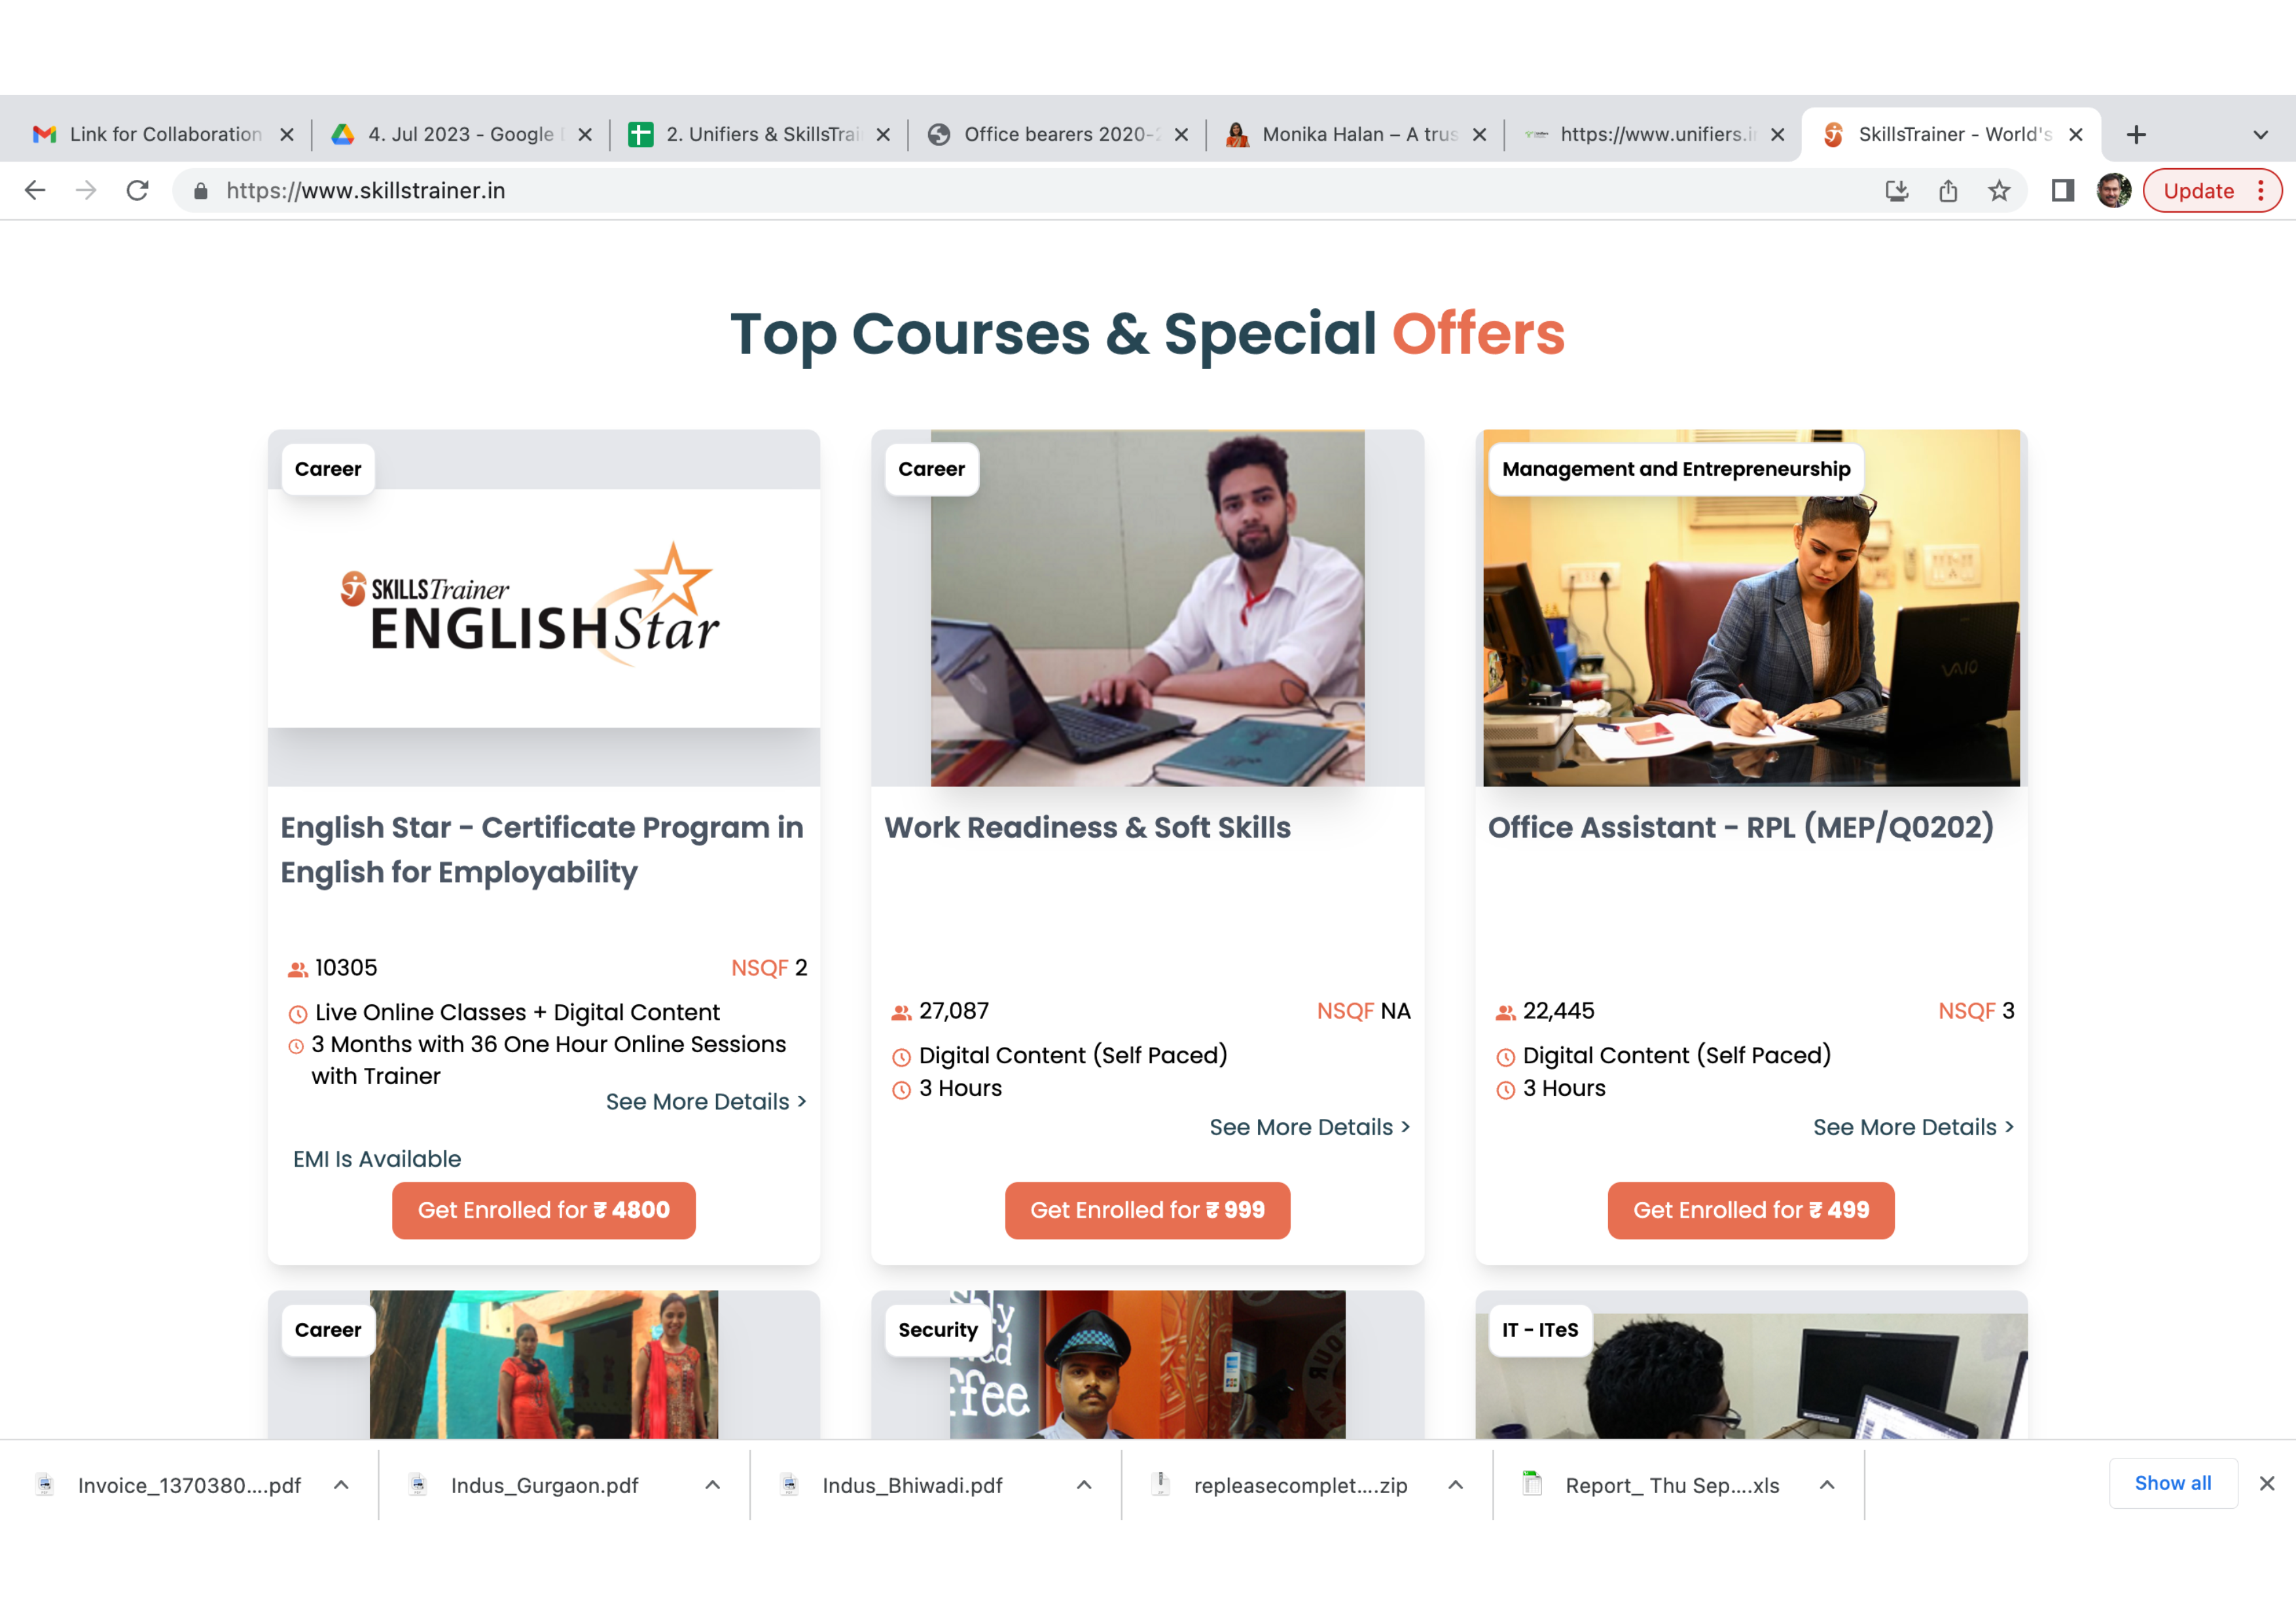 Link for Collaboration
4. Jul 2023 - Google
2. Unifiers & SkillsTrai
Office bearers 2020-2
Monika Halan – A trus
https://www.unifiers.i
SkillsTrainer - World's
https://www.skillstrainer.in
Update
Top Courses & Special Offers
Career
SKILLSTrainer
ENGLISHStar
English Star - Certificate Program in
English for Employability
10305
NSQF 2
Live Online Classes + Digital Content
3 Months with 36 One Hour Online Sessions
with Trainer
See More Details >
EMI Is Available
Get Enrolled for ₹ 4800
Career
Work Readiness & Soft Skills
27,087
NSQF NA
Digital Content (Self Paced)
3 Hours
See More Details >
Get Enrolled for ₹ 999
Management and Entrepreneurship
VAIO
Office Assistant - RPL (MEP/Q0202)
22,445
NSQF 3
Digital Content (Self Paced)
3 Hours
See More Details >
Get Enrolled for ₹ 499
Career
Security
ffee
IT - ITeS
Invoice_1370380....pdf
Indus_Gurgaon.pdf
Indus_Bhiwadi.pdf
repleasecomplet....zip
Report_ Thu Sep....xls
Show all